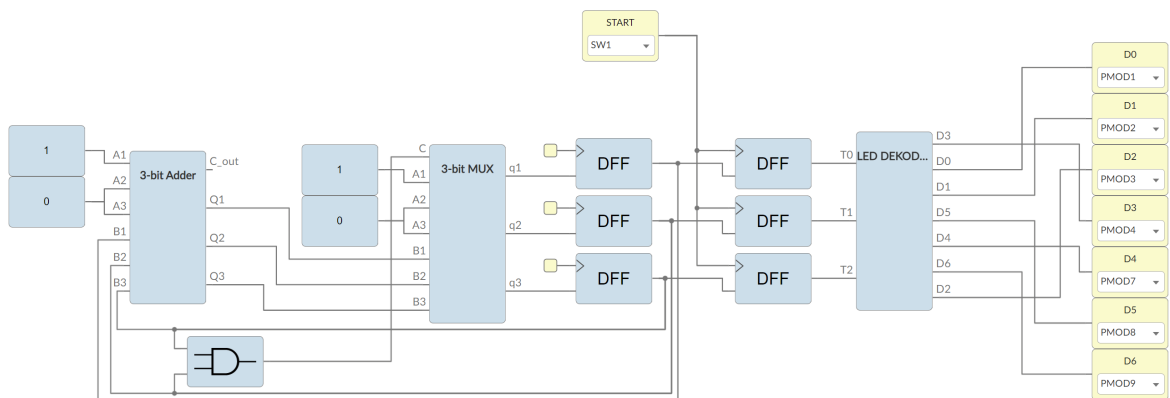 START
SW1
D0
PMOD1
D1
PMOD2
D2
PMOD3
D3
PMOD4
D4
PMOD7
D5
PMOD8
D6
PMOD9
1
0
A1
A2
A3
B1
B2
B3
3-bit Adder
C_out
Q1
Q2
Q3
1
0
C
A1
A2
A3
B1
B2
B3
3-bit MUX
q1
q2
q3
DFF
DFF
DFF
DFF
DFF
DFF
T0
T1
T2
LED DEKOD...
D3
D0
D1
D5
D4
D6
D2